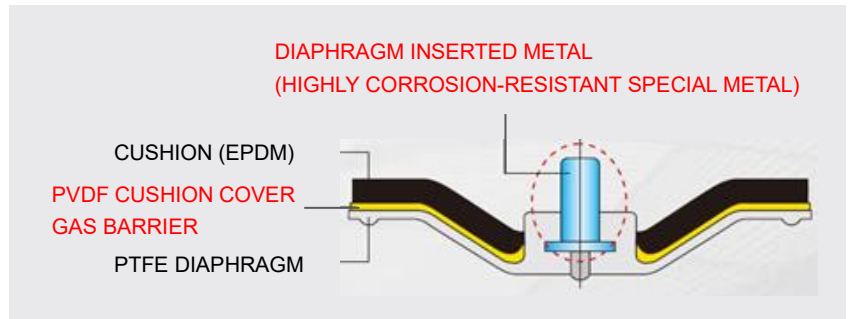 DIAPHRAGM INSERTED METAL
(HIGHLY CORROSION-RESISTANT SPECIAL METAL)
CUSHION (EPDM)
PVDF CUSHION COVER
GAS BARRIER
PTFE DIAPHRAGM